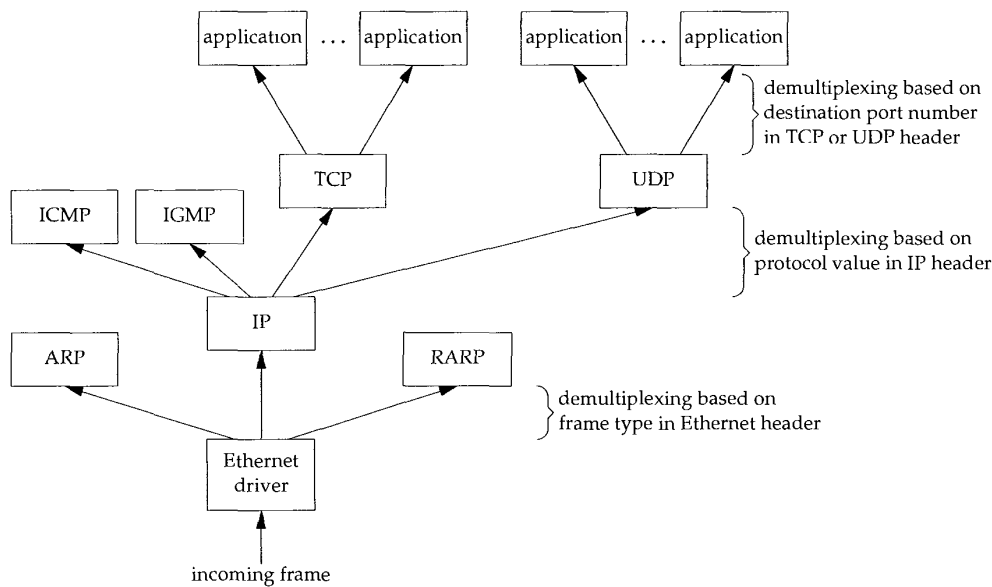 application ... application
application ... application
demultiplexing based on
destination port number
in TCP or UDP header
TCP
UDP
ICMP
IGMP
demultiplexing based on
protocol value in IP header
IP
ARP
RARP
demultiplexing based on
frame type in Ethernet header
Ethernet
driver
incoming frame